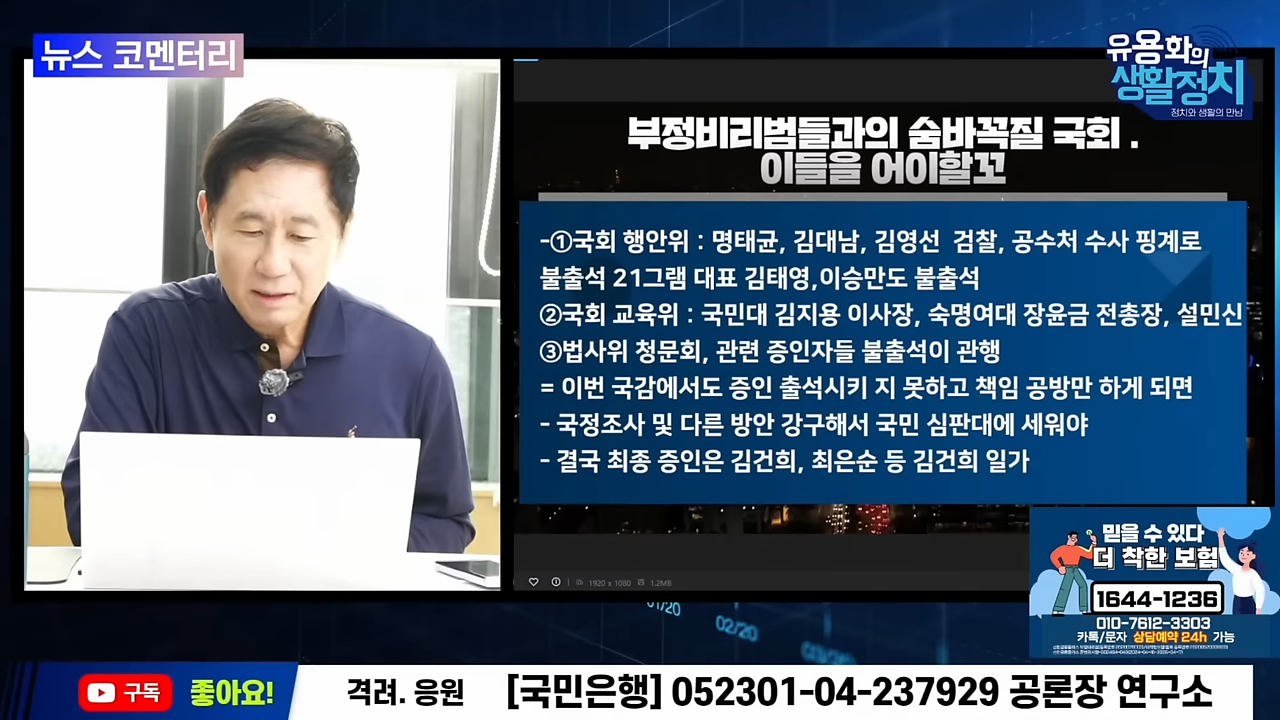 뉴스 코멘터리
유용화의
생활정치
정치와 생활의 만남
부정비리범들과의 숨바꼭질 국회 .
이들을 어이할꼬
-①국회 행안위 : 명태균, 김대남, 김영선 검찰, 공수처 수사 핑계로
불출석 21그램 대표 김태영,이승만도 불출석
②국회 교육위 : 국민대 김지용 이사장, 숙명여대 장윤금 전총장, 설민신
③법사위 청문회, 관련 증인자들 불출석이 관행
= 이번 국감에서도 증인 출석시키 지 못하고 책임 공방만 하게 되면
- 국정조사 및 다른 방안 강구해서 국민 심판대에 세워야
- 결국 최종 증인은 김건희, 최은순 등 김건희 일가
1920 x 1080 1.2MB
01/20
02/20
믿을 수 있다
더 착한 보험
1644-1236
010-7612-3303
카톡/문자 상담예약 24h 가능
구독 좋아요! 격려. 응원 [국민은행] 052301-04-237929 공론장 연구소